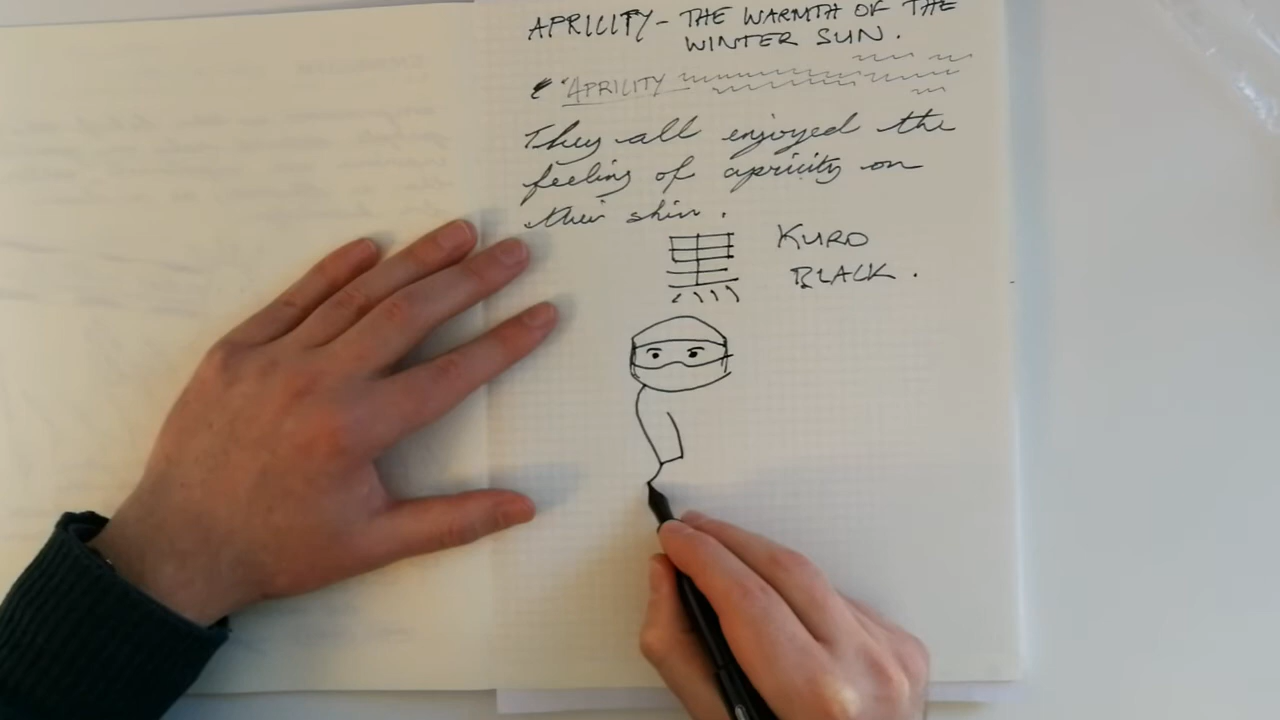 APRICITY - THE WARMTH OF THE
WINTER SUN.
"APRICITY
They all enjoyed the
feeling of apricity on
their skin.
黒 KURO
BLACK.